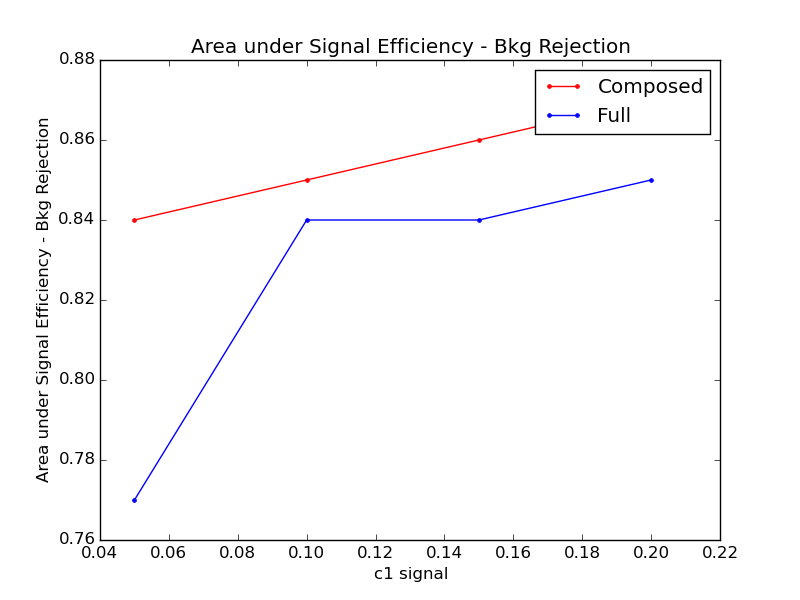 Area under Signal Efficiency - Bkg Rejection
Composed
Full
Area under Signal Efficiency - Bkg Rejection
0.88
0.86
0.84
0.82
0.80
0.78
0.76
0.04 0.06 0.08 0.10 0.12 0.14 0.16 0.18 0.20 0.22
c1 signal